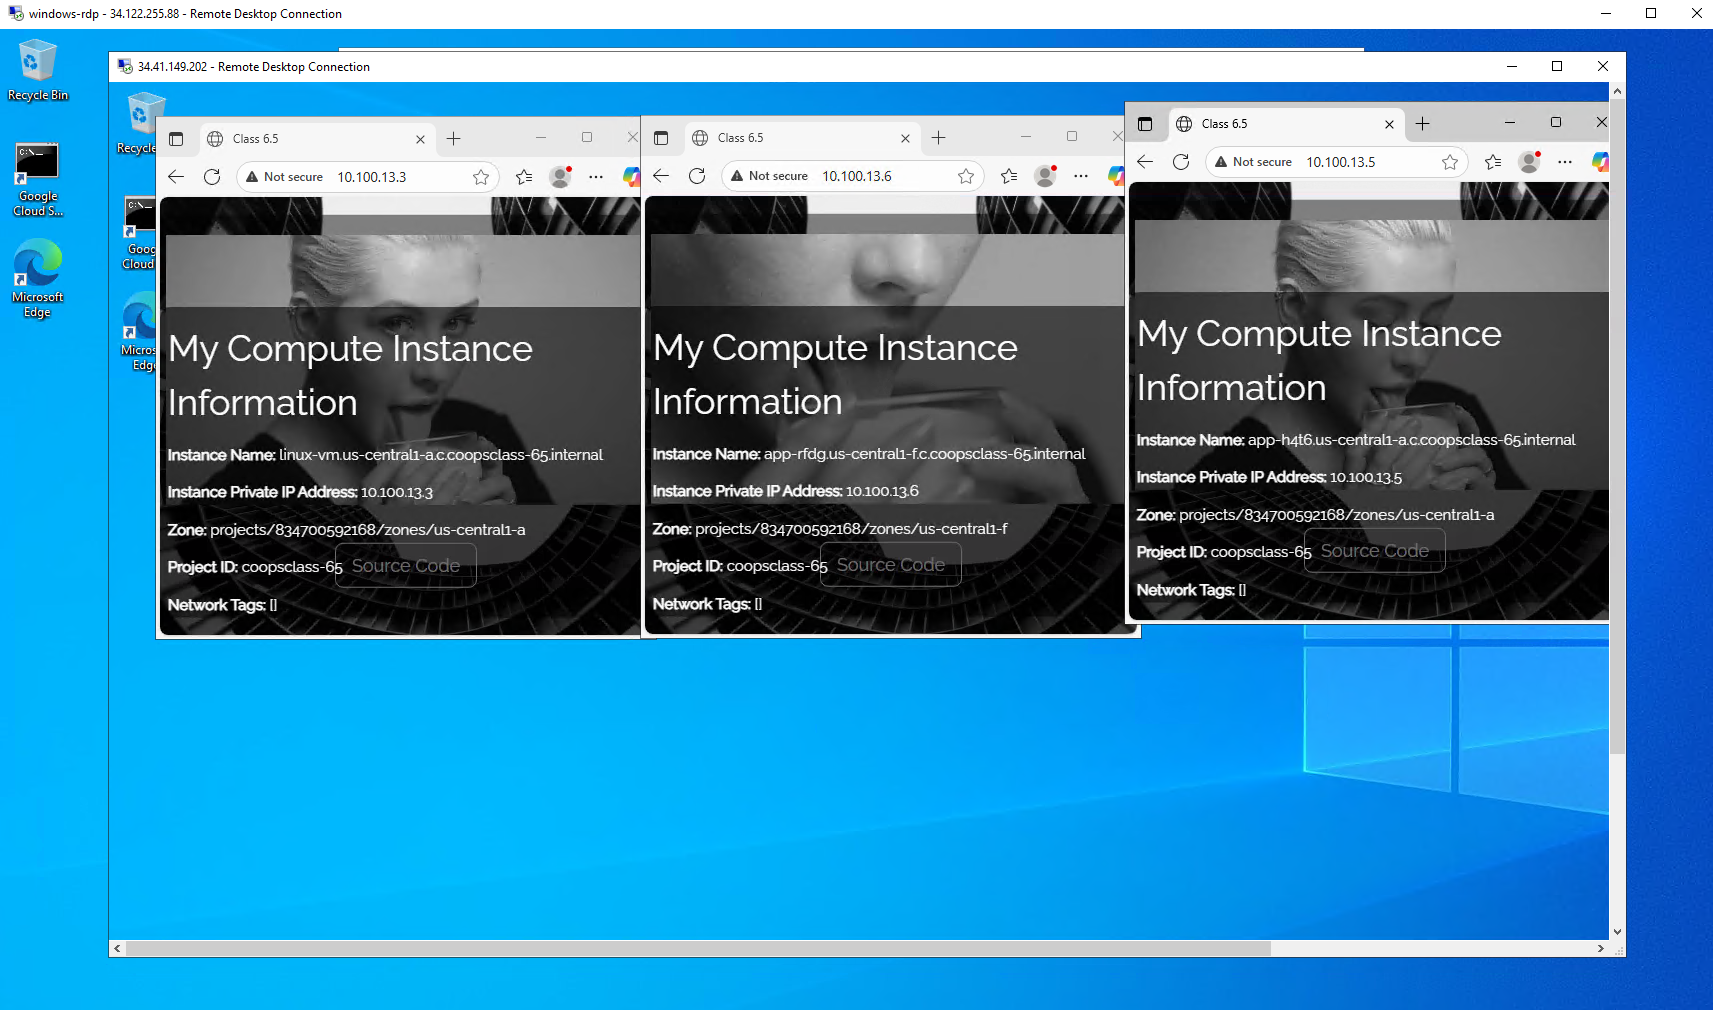 windows-rdp - 34.122.255.88 - Remote Desktop Connection
Recycle Bin
Google
Cloud S...
Microsoft
Edge
34.41.149.202 - Remote Desktop Connection
Class 6.5
Not secure 10.100.13.3
My Compute Instance
Information
Instance Name: linux-vm.us-central1-a.c.coopsclass-65.internal
Instance Private IP Address: 10.100.13.3
Zone: projects/834700592168/zones/us-central1-a
Project ID: coopsclass-65
Source Code
Network Tags: []
Class 6.5
Not secure 10.100.13.6
My Compute Instance
Information
Instance Name: app-rfdg.us-central1-f.c.coopsclass-65.internal
Instance Private IP Address: 10.100.13.6
Zone: projects/834700592168/zones/us-central1-f
Project ID: coopsclass-65
Source Code
Network Tags: []
Class 6.5
Not secure 10.100.13.5
My Compute Instance
Information
Instance Name: app-h4t6.us-central1-a.c.coopsclass-65.internal
Instance Private IP Address: 10.100.13.5
Zone: projects/834700592168/zones/us-central1-a
Project ID: coopsclass-65
Source Code
Network Tags: []